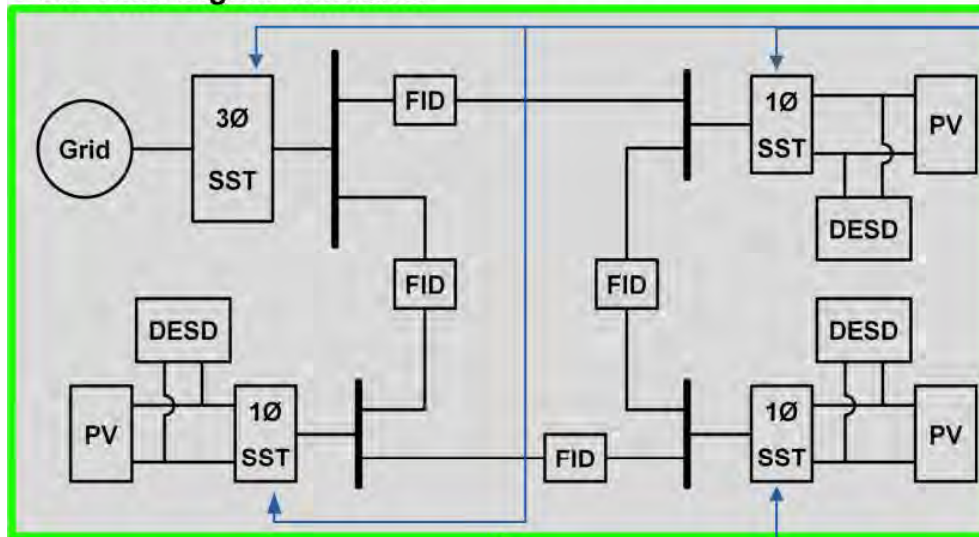 FID
1Ø
SST
PV
3Ø
SST
Grid
DESD
FID
FID
DESD
PV
1Ø
SST
DESD
1Ø
SST
PV
FID